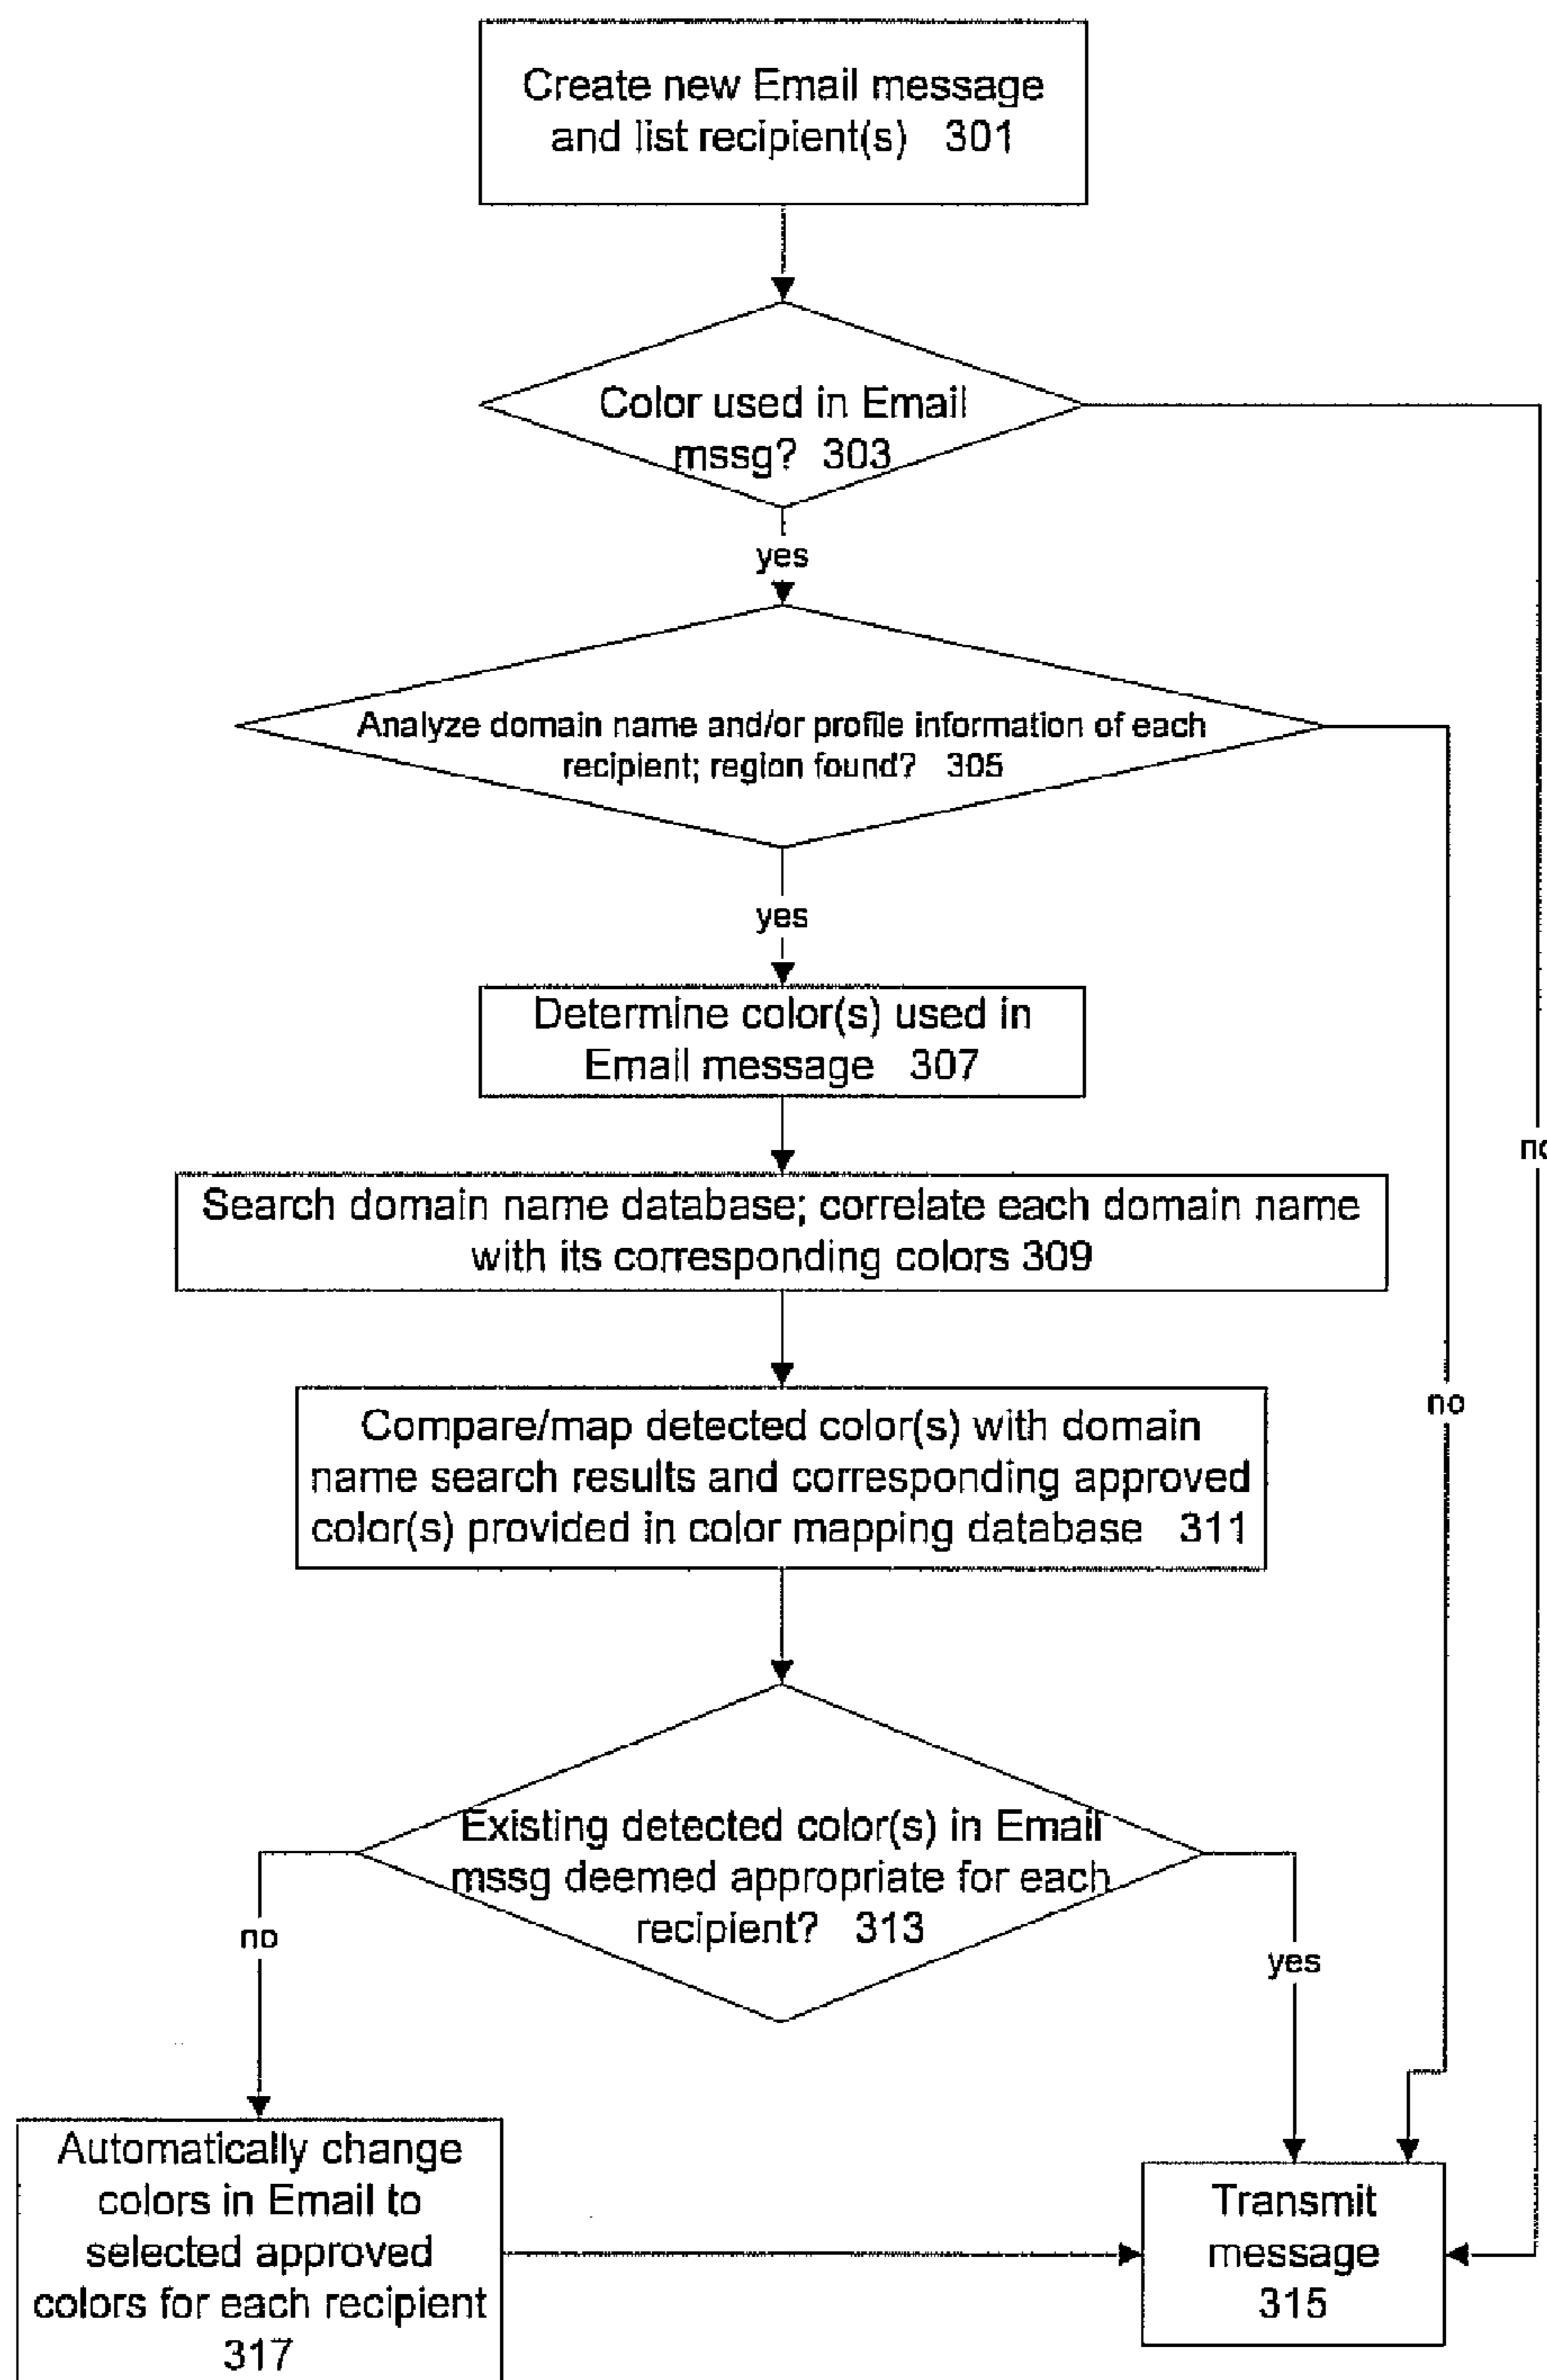 Create new Email message
and list recipient(s) 301
Color used in Email
mssg? 303
yes
Analyze domain name and/or profile information of each
recipient; region found? 305
yes
Determine color(s) used in
Email message 307
no
Search domain name database; correlate each domain name
with its corresponding colors 309
no
Compare/map detected color(s) with domain
name search results and corresponding approved
color(s) provided in color mapping database 311
Existing detected color(s) in Email
mssg deemed appropriate for each
recipient? 313
no
yes
Automatically change
colors in Email to
selected approved
colors for each recipient
317
Transmit
message
315